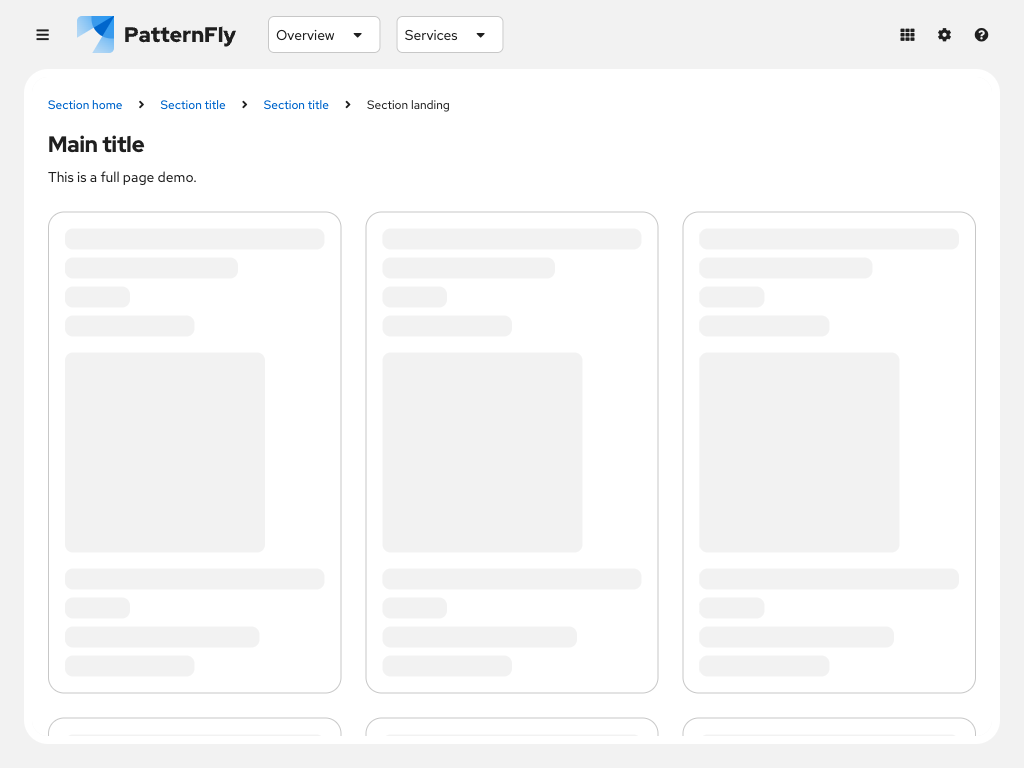 PatternFly Overview Services
Section home Section title Section title Section landing
Main title
This is a full page demo.